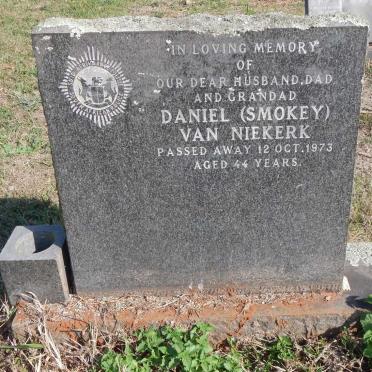 IN LOVING MEMORY
OF
OUR DEAR HUSBAND, DAD
AND GRANDAD
DANIEL (SMOKEY)
VAN NIEKERK
PASSED AWAY 12 OCT. 1973
AGED 44 YEARS.